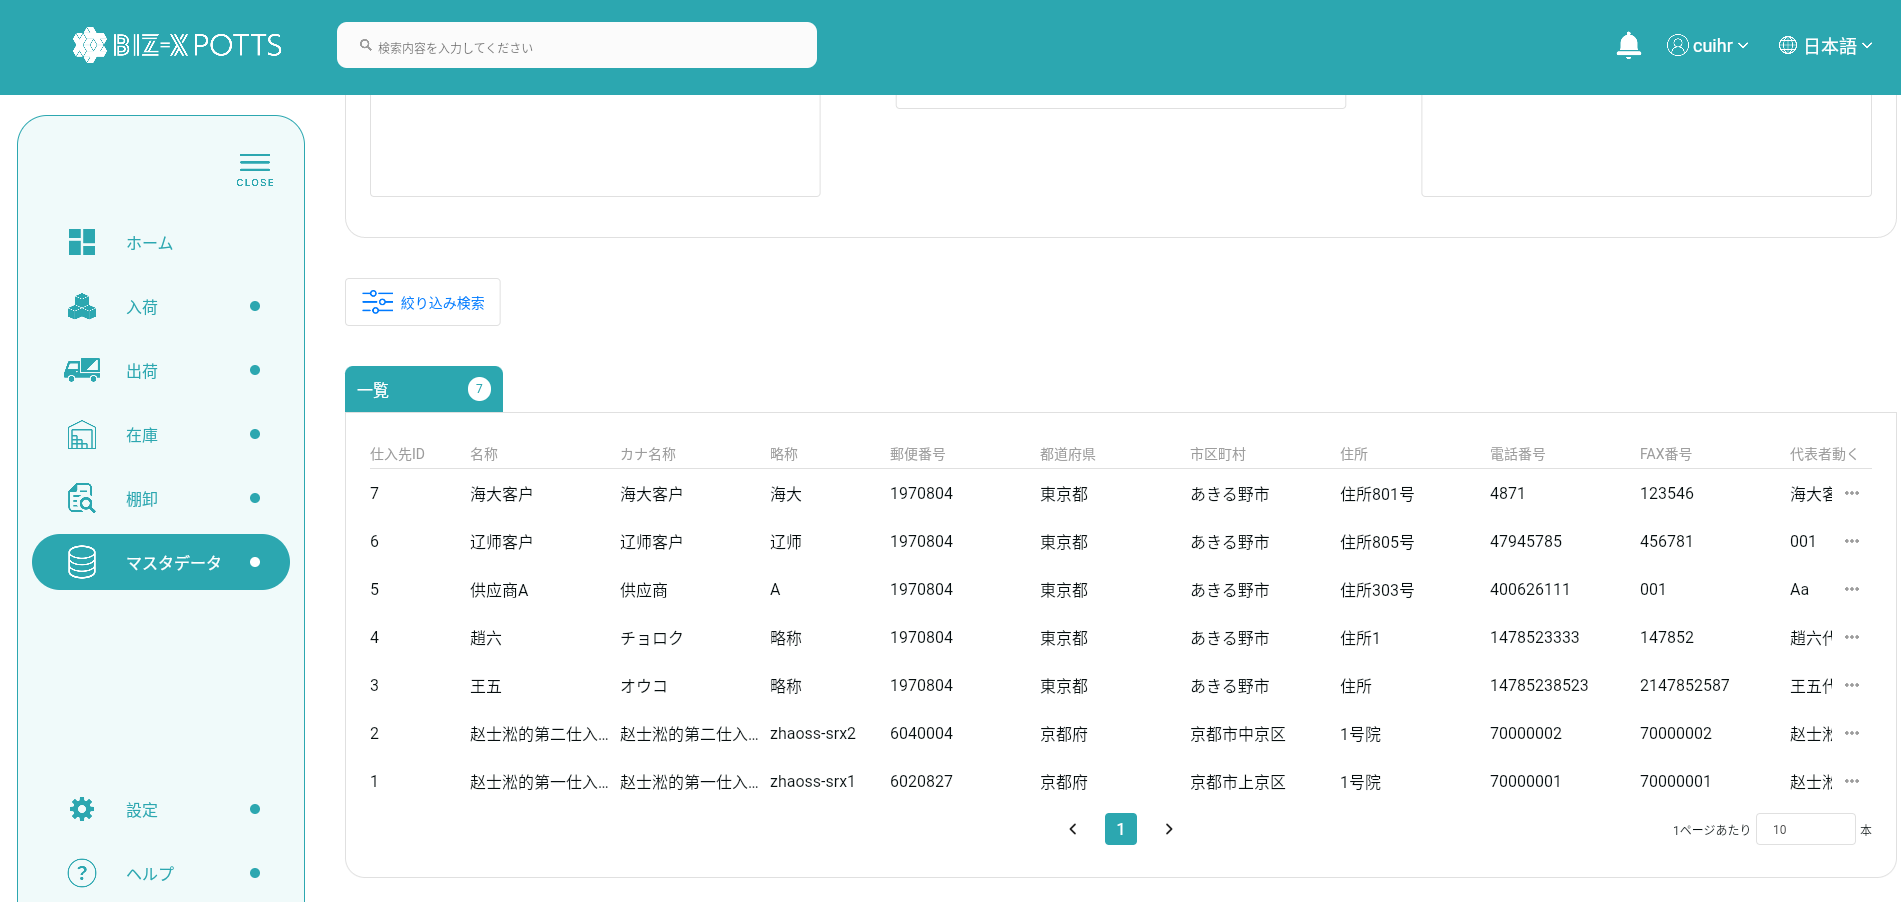 BIZ=X POTTS
検索内容を入力してください
cuihr
日本語
CLOSE
ホーム
入荷
出荷
在庫
棚卸
マスタデータ
設定
ヘルプ
絞り込み検索
一覧 7
仕入先ID 名称 カナ名称 略称 郵便番号 都道府県 市区町村 住所 電話番号 FAX番号 代表者動く
7 海大客户 海大客户 海大 1970804 東京都 あきる野市 住所801号 4871 123546 海大客
6 辽师客户 辽师客户 辽师 1970804 東京都 あきる野市 住所805号 47945785 456781 001
5 供应商A 供应商 A 1970804 東京都 あきる野市 住所303号 400626111 001 Aa
4 趙六 チョロク 略称 1970804 東京都 あきる野市 住所1 1478523333 147852 趙六代
3 王五 オウコ 略称 1970804 東京都 あきる野市 住所 14785238523 2147852587 王五代
2 赵士淞的第二仕入... 赵士淞的第二仕入... zhaoss-srx2 6040004 京都府 京都市中京区 1号院 70000002 70000002 赵士淞
1 赵士淞的第一仕入... 赵士淞的第一仕入... zhaoss-srx1 6020827 京都府 京都市上京区 1号院 70000001 70000001 赵士淞
1
1ページあたり 10 本